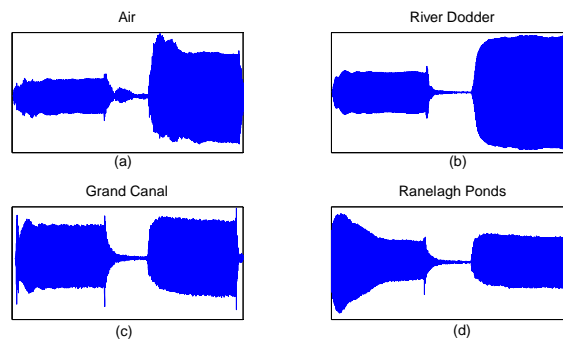 Air
River Dodder
(a)
(b)
Grand Canal
Ranelagh Ponds
(c)
(d)